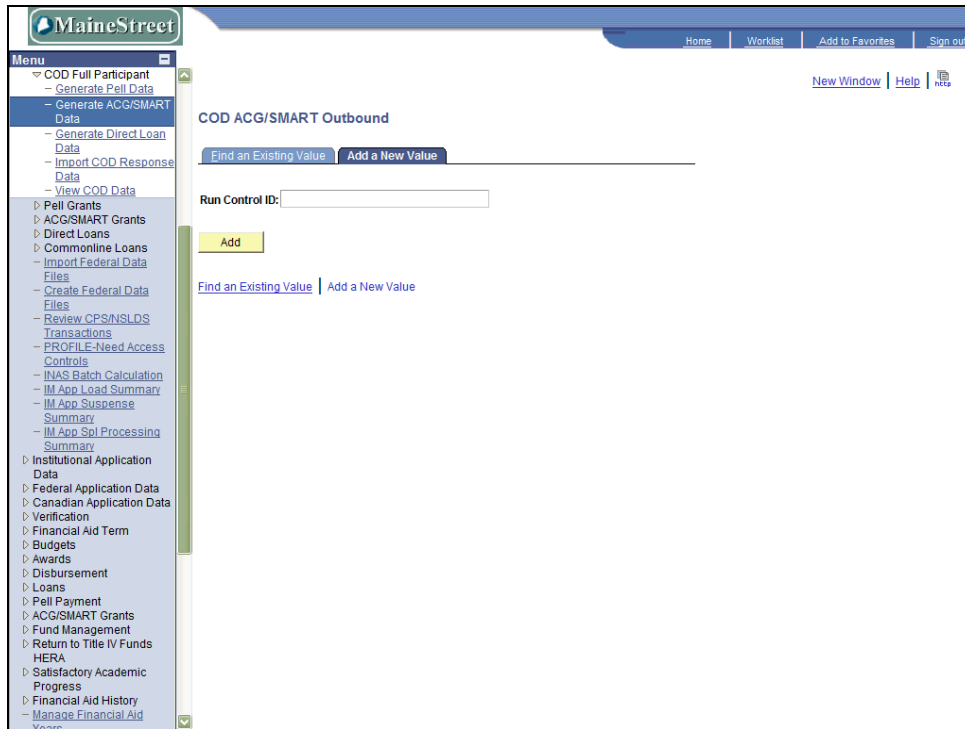 MaineStreet
Home
Worklist
Add to Favorites
Sign out
Menu
COD Full Participant
– Generate Pell Data
– Generate ACG/SMART
Data
– Generate Direct Loan
Data
– Import COD Response
Data
– View COD Data
Pell Grants
ACG/SMART Grants
Direct Loans
Commonline Loans
– Import Federal Data
Files
– Create Federal Data
Files
– Review CPS/NSLDS
Transactions
– PROFILE-Need Access
Controls
– INAS Batch Calculation
– IM App Load Summary
– IM App Suspense
Summary
– IM App Spl Processing
Summary
Institutional Application
Data
Federal Application Data
Canadian Application Data
Verification
Financial Aid Term
Budgets
Awards
Disbursement
Loans
Pell Payment
ACG/SMART Grants
Fund Management
Return to Title IV Funds
HERA
Satisfactory Academic
Progress
Financial Aid History
– Manage Financial Aid
Years
New Window | Help | http
COD ACG/SMART Outbound
Find an Existing Value
Add a New Value
Run Control ID:
Add
Find an Existing Value | Add a New Value